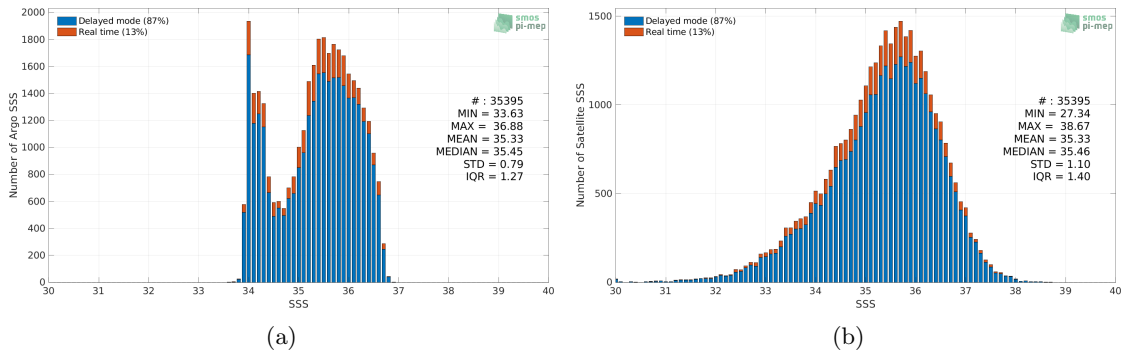 Delayed mode (87%)
Real time (13%)
smos
pi-mep
Number of Argo SSS
2000
1800
1600
1400
1200
1000
800
600
400
200
0
# : 35395
MIN = 33.63
MAX = 36.88
MEAN = 35.33
MEDIAN = 35.45
STD = 0.79
IQR = 1.27
30 31 32 33 34 35 36 37 38 39 40
SSS
(a)
Delayed mode (87%)
Real time (13%)
smos
pi-mep
Number of Satellite SSS
1500
1000
500
0
# : 35395
MIN = 27.34
MAX = 38.67
MEAN = 35.33
MEDIAN = 35.46
STD = 1.10
IQR = 1.40
30 31 32 33 34 35 36 37 38 39 40
SSS
(b)